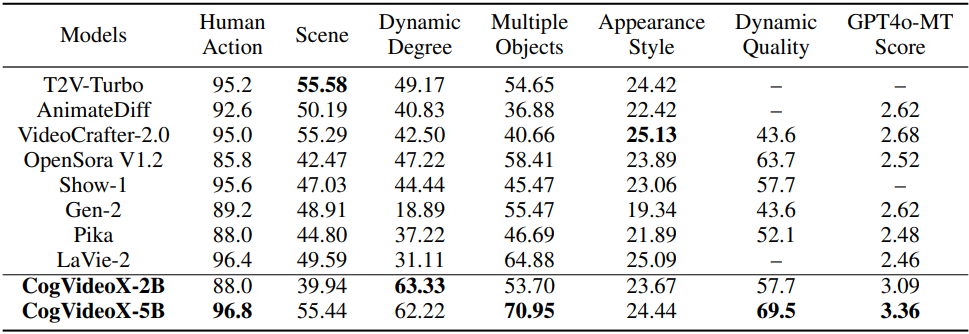 Models Human Action Scene Dynamic Degree Multiple Objects Appearance Style Dynamic Quality GPT4o-MT Score
T2V-Turbo 95.2 55.58 49.17 54.65 24.42 – –
AnimateDiff 92.6 50.19 40.83 36.88 22.42 – 2.62
VideoCrafter-2.0 95.0 55.29 42.50 40.66 25.13 43.6 2.68
OpenSora V1.2 85.8 42.47 47.22 58.41 23.89 63.7 2.52
Show-1 95.6 47.03 44.44 45.47 23.06 57.7 –
Gen-2 89.2 48.91 18.89 55.47 19.34 43.6 2.62
Pika 88.0 44.80 37.22 46.69 21.89 52.1 2.48
LaVie-2 96.4 49.59 31.11 64.88 25.09 – 2.46
CogVideoX-2B 88.0 39.94 63.33 53.70 23.67 57.7 3.09
CogVideoX-5B 96.8 55.44 62.22 70.95 24.44 69.5 3.36